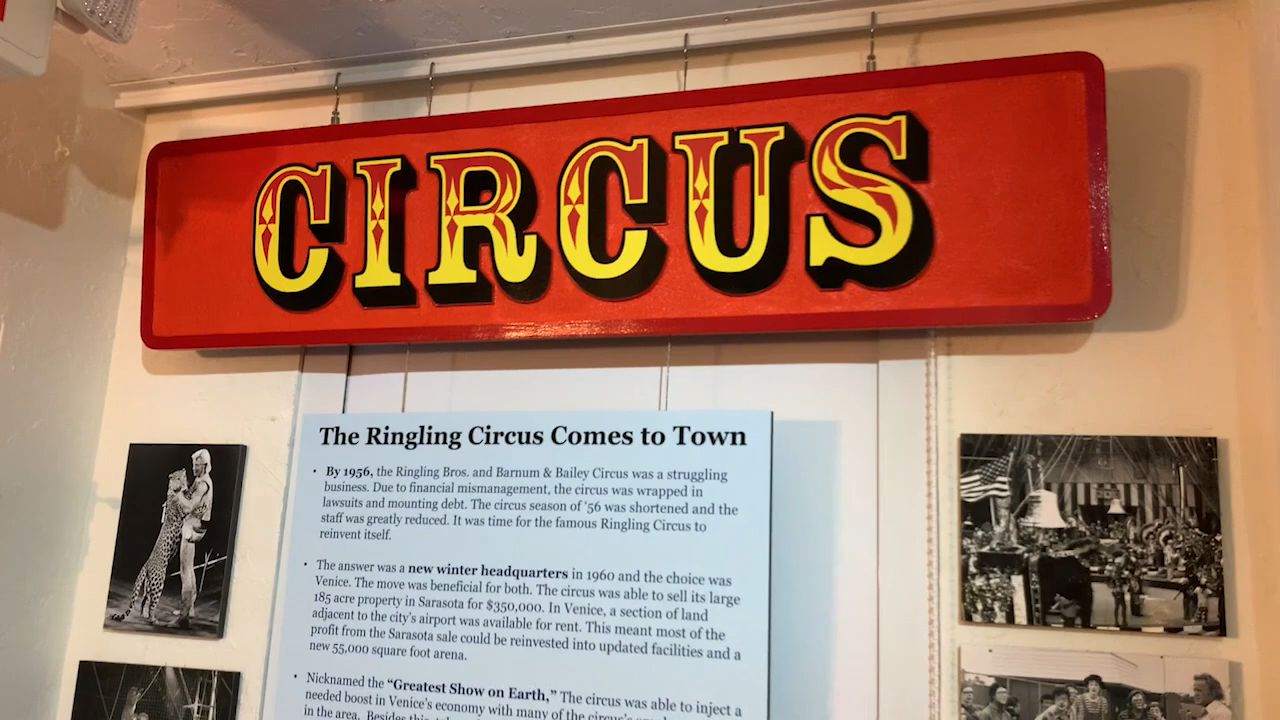 CIRCUS
The Ringling Circus Comes to Town
• By 1956, the Ringling Bros. and Barnum & Bailey Circus was a struggling
business. Due to financial mismanagement, the circus was wrapped in
lawsuits and mounting debt. The circus season of '56 was shortened and the
staff was greatly reduced. It was time for the famous Ringling Circus to
reinvent itself.
• The answer was a new winter headquarters in 1960 and the choice was
Venice. The move was beneficial for both. The circus was able to sell its large
185 acre property in Sarasota for $350,000. In Venice, a section of land
adjacent to the city's airport was available for rent. This meant most of the
profit from the Sarasota sale could be reinvested into updated facilities and a
new 55,000 square foot arena.
• Nicknamed the "Greatest Show on Earth," The circus was able to inject a
needed boost in Venice's economy with many of the circus's
in the area. Besides